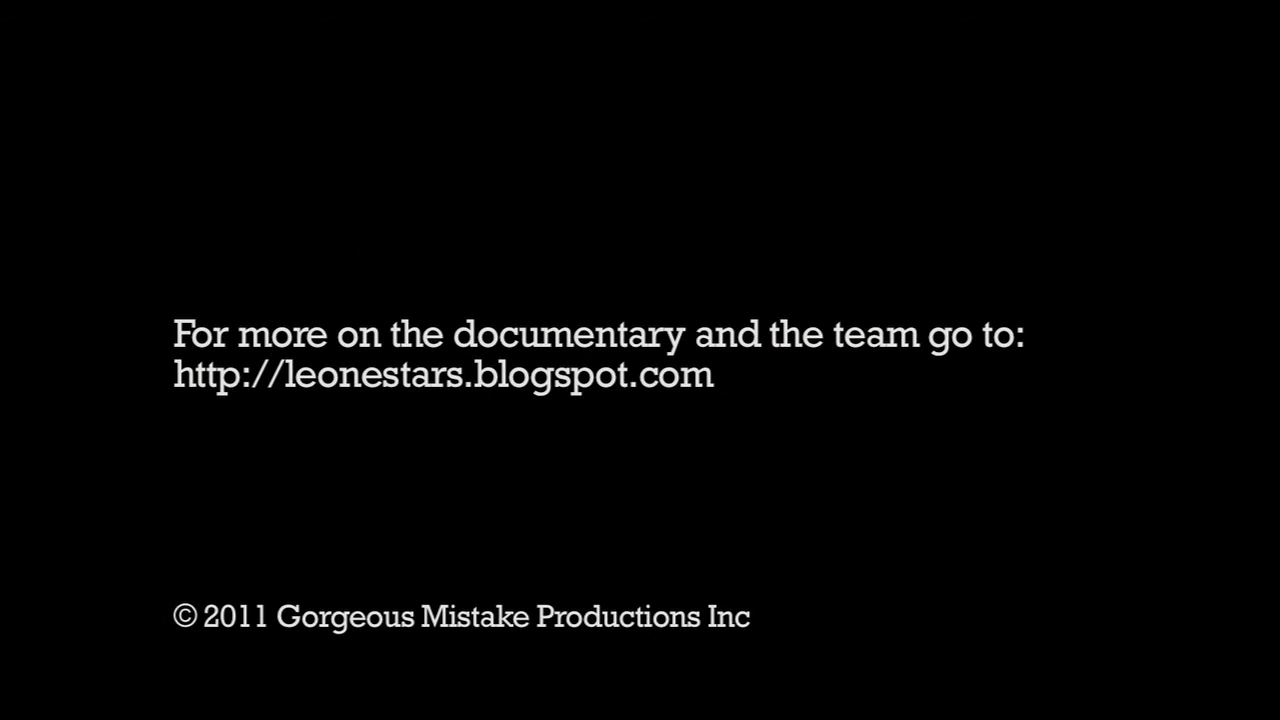 For more on the documentary and the team go to:
http://leonestars.blogspot.com
© 2011 Gorgeous Mistake Productions Inc